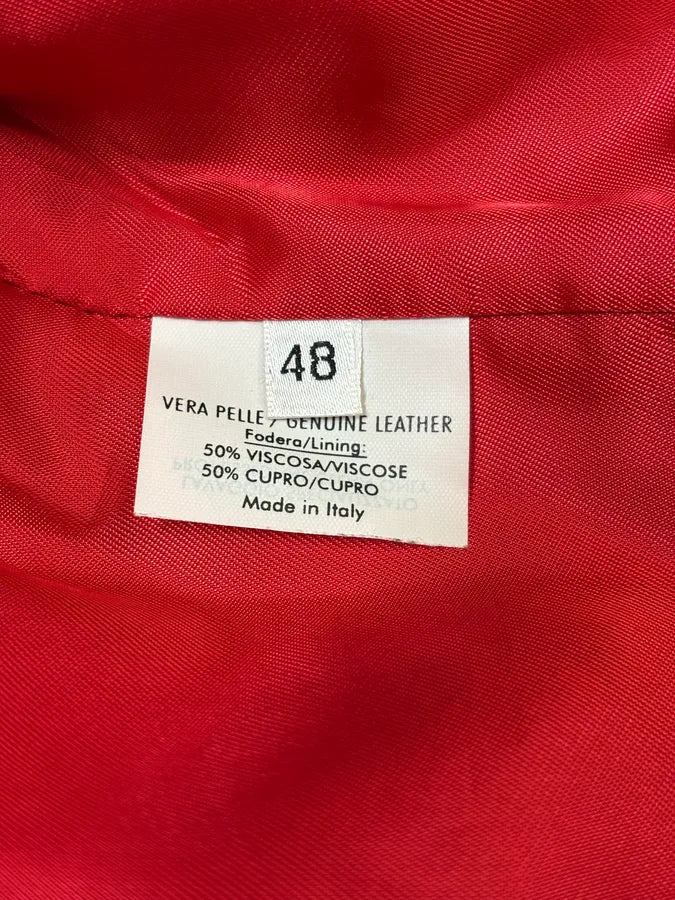 48
VERA PELLE / GENUINE LEATHER
Fodera/Lining:
50% VISCOSA/VISCOSE
50% CUPRO/CUPRO
Made in Italy